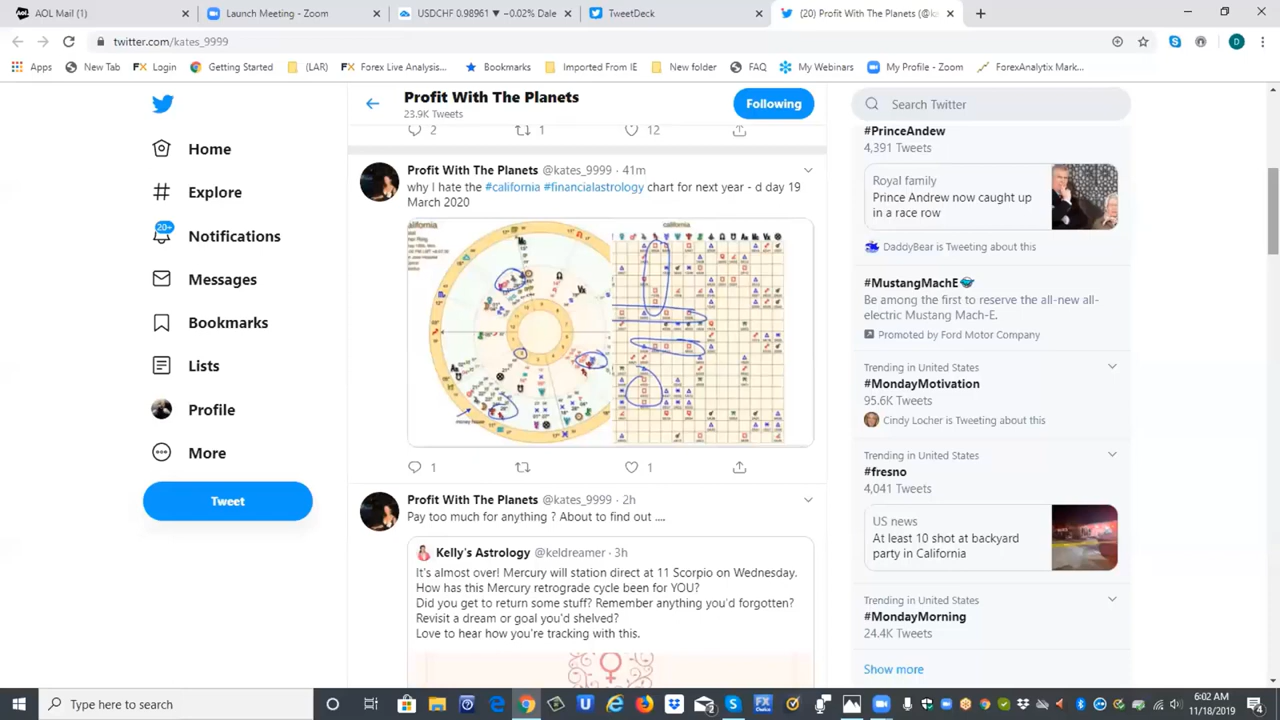 AOL Mail (1)
Launch Meeting - Zoom
USDCHF 0.98961 ▼ −0.02% Dale
TweetDeck
(20) Profit With The Planets (@k
twitter.com/kates_9999
Apps
New Tab
Login
Getting Started
(LAR)
Forex Live Analysis...
Bookmarks
Imported From IE
New folder
FAQ
My Webinars
My Profile - Zoom
ForexAnalytix Mark...
Home
Explore
20+
Notifications
Messages
Bookmarks
Lists
Profile
More
Tweet
Profit With The Planets
23.9K Tweets
Following
2
1
12
Profit With The Planets @kates_9999 · 41m
why I hate the #california #financialastrology chart for next year - d day 19
March 2020
california
money house
1
1
Profit With The Planets @kates_9999 · 2h
Pay too much for anything ? About to find out ....
Kelly's Astrology @keldreamer · 3h
It's almost over! Mercury will station direct at 11 Scorpio on Wednesday.
How has this Mercury retrograde cycle been for YOU?
Did you get to return some stuff? Remember anything you'd forgotten?
Revisit a dream or goal you'd shelved?
Love to hear how you're tracking with this.
Search Twitter
#PrinceAndew
4,391 Tweets
Royal family
Prince Andrew now caught up
in a race row
DaddyBear is Tweeting about this
#MustangMachE
Be among the first to reserve the all-new all-
electric Mustang Mach-E.
Promoted by Ford Motor Company
Trending in United States
#MondayMotivation
95.6K Tweets
Cindy Locher is Tweeting about this
Trending in United States
#fresno
4,041 Tweets
US news
At least 10 shot at backyard
party in California
Trending in United States
#MondayMorning
24.4K Tweets
Show more
Type here to search
6:02 AM
11/18/2019